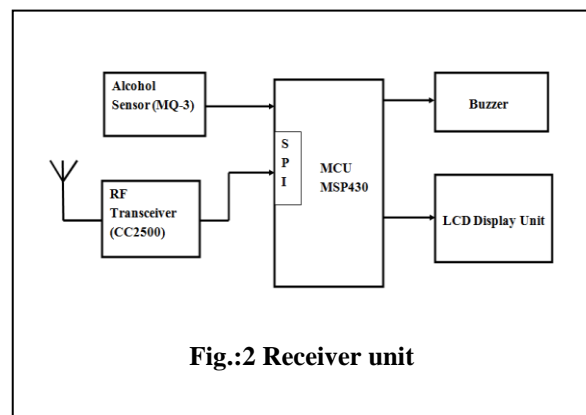 Alcohol
Sensor (MQ-3)
RF
Transceiver
(CC2500)
S
P
I
MCU
MSP430
Buzzer
LCD Display Unit
Fig.:2 Receiver unit